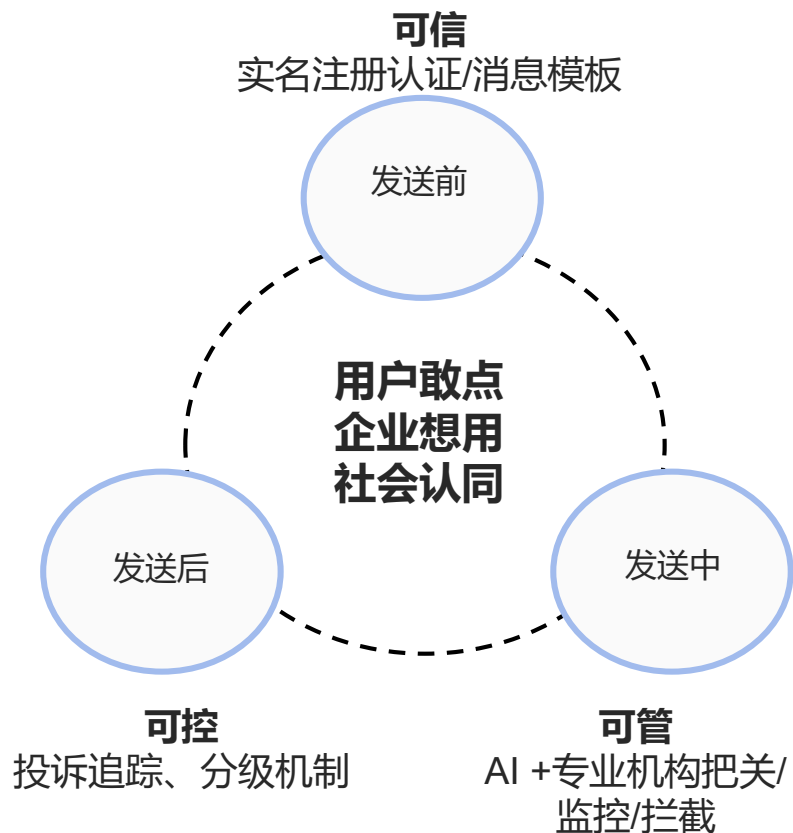 可信
实名注册认证/消息模板
发送前
用户敢点
企业想用
社会认同
发送后
发送中
可控
投诉追踪、分级机制
可管
AI +专业机构把关/
监控/拦截